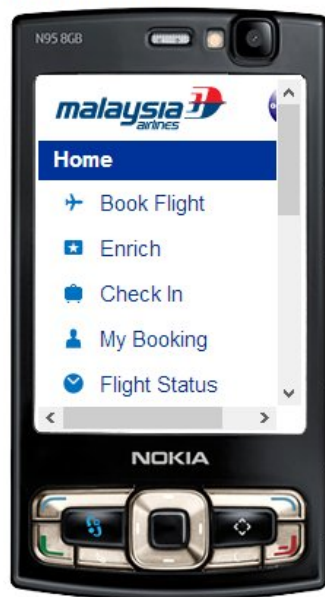 N95 8GB
malaysia
airlines
Home
Book Flight
Enrich
Check In
My Booking
Flight Status
NOKIA